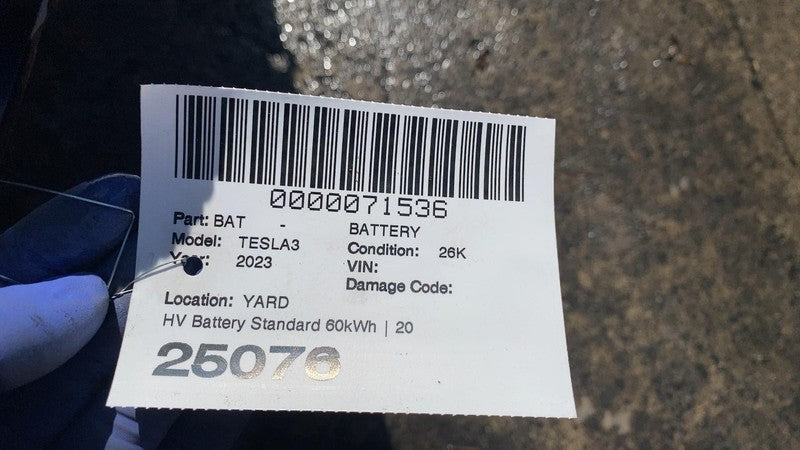 0000071536
Part: BAT - BATTERY
Model: TESLA3 Condition: 26K
Year: 2023 VIN:
Damage Code:
Location: YARD
HV Battery Standard 60kWh | 20
25076